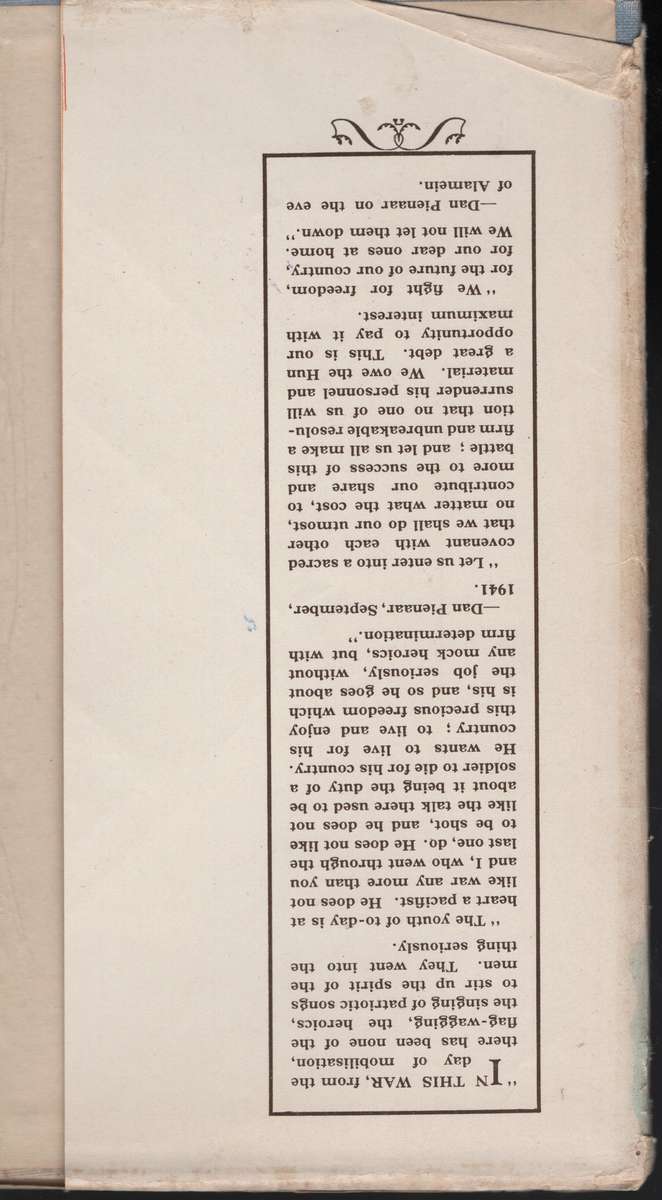 “IN THIS WAR, from the
day of mobilisation,
there has been none of the
flag-wagging, the heroics,
the singing of patriotic songs
to stir up the spirit of the
men. They went into the
thing seriously.
“ The youth of to-day is at
heart a pacifist. He does not
like war any more than you
and I, who went through the
last one, do. He does not like
to be shot, and he does not
like the talk there used to be
about it being the duty of a
soldier to die for his country.
He wants to live for his
country ; to live and enjoy
this precious freedom which
is his, and so he goes about
the job seriously, without
any mock heroics, but with
firm determination.”
—Dan Pienaar, September,
1941.
“ Let us enter into a sacred
covenant with each other
that we shall do our utmost,
no matter what the cost, to
contribute our share and
more to the success of this
battle ; and let us all make a
firm and unbreakable resolu-
tion that no one of us will
surrender his personnel and
material. We owe the Hun
a great debt. This is our
opportunity to pay it with
maximum interest.
“ We fight for freedom,
for the future of our country,
for our dear ones at home.
We will not let them down.”
—Dan Pienaar on the eve
of Alamein.